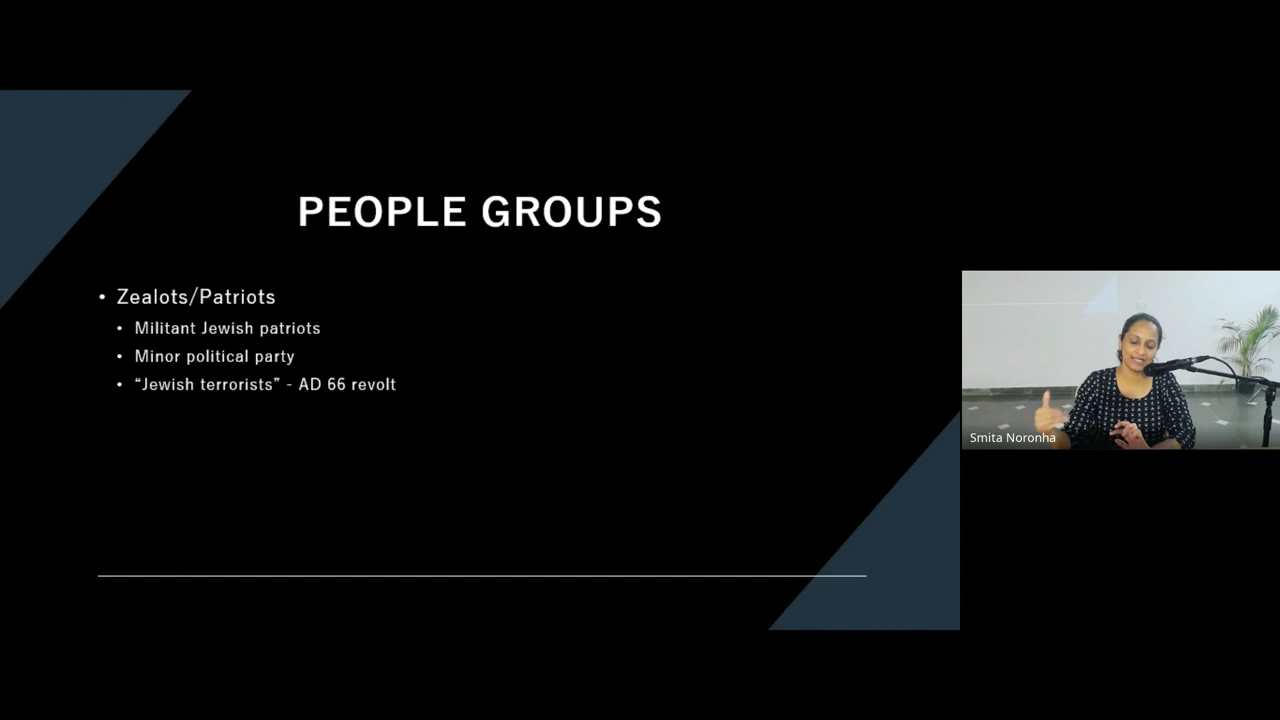 PEOPLE GROUPS
• Zealots/Patriots
• Militant Jewish patriots
• Minor political party
• “Jewish terrorists” - AD 66 revolt
Smita Noronha